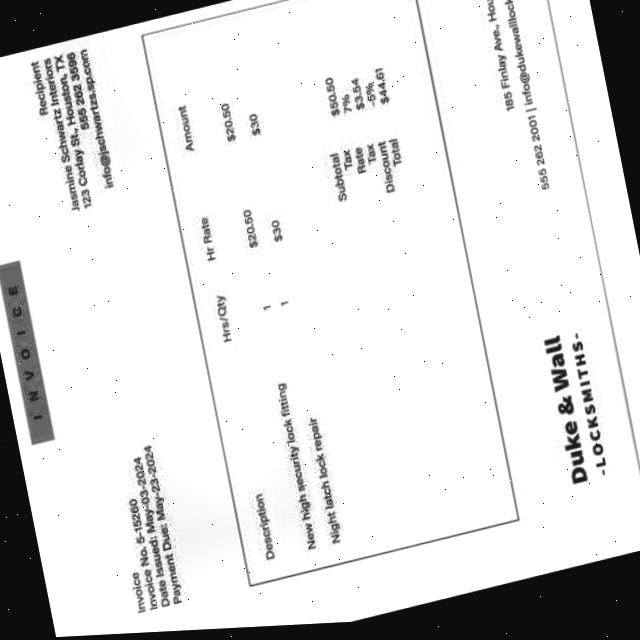 INVOICE
Invoice
Invoice No. 5-15260
Date Issued: May-03-2024
Payment Due: May-23-2024
Recipient
Jasmine Schwartz Interiors
123 Corlay St., Houston, TX
555 262 3696
info@jschwartzs.sp.com
Description Hrs/Qty Hr Rate Amount
New high security lock fitting 1 $20.50 $20.50
Night latch lock repair 1 $30 $30
Subtotal $50.50
Tax Rate 7%
Tax $3.54
Discount -5%
Total $44.61
Duke & Wall
-LOCKSMITHS-
185 Finlay Ave., Hou
555 262 2001 | info@dukewalllock